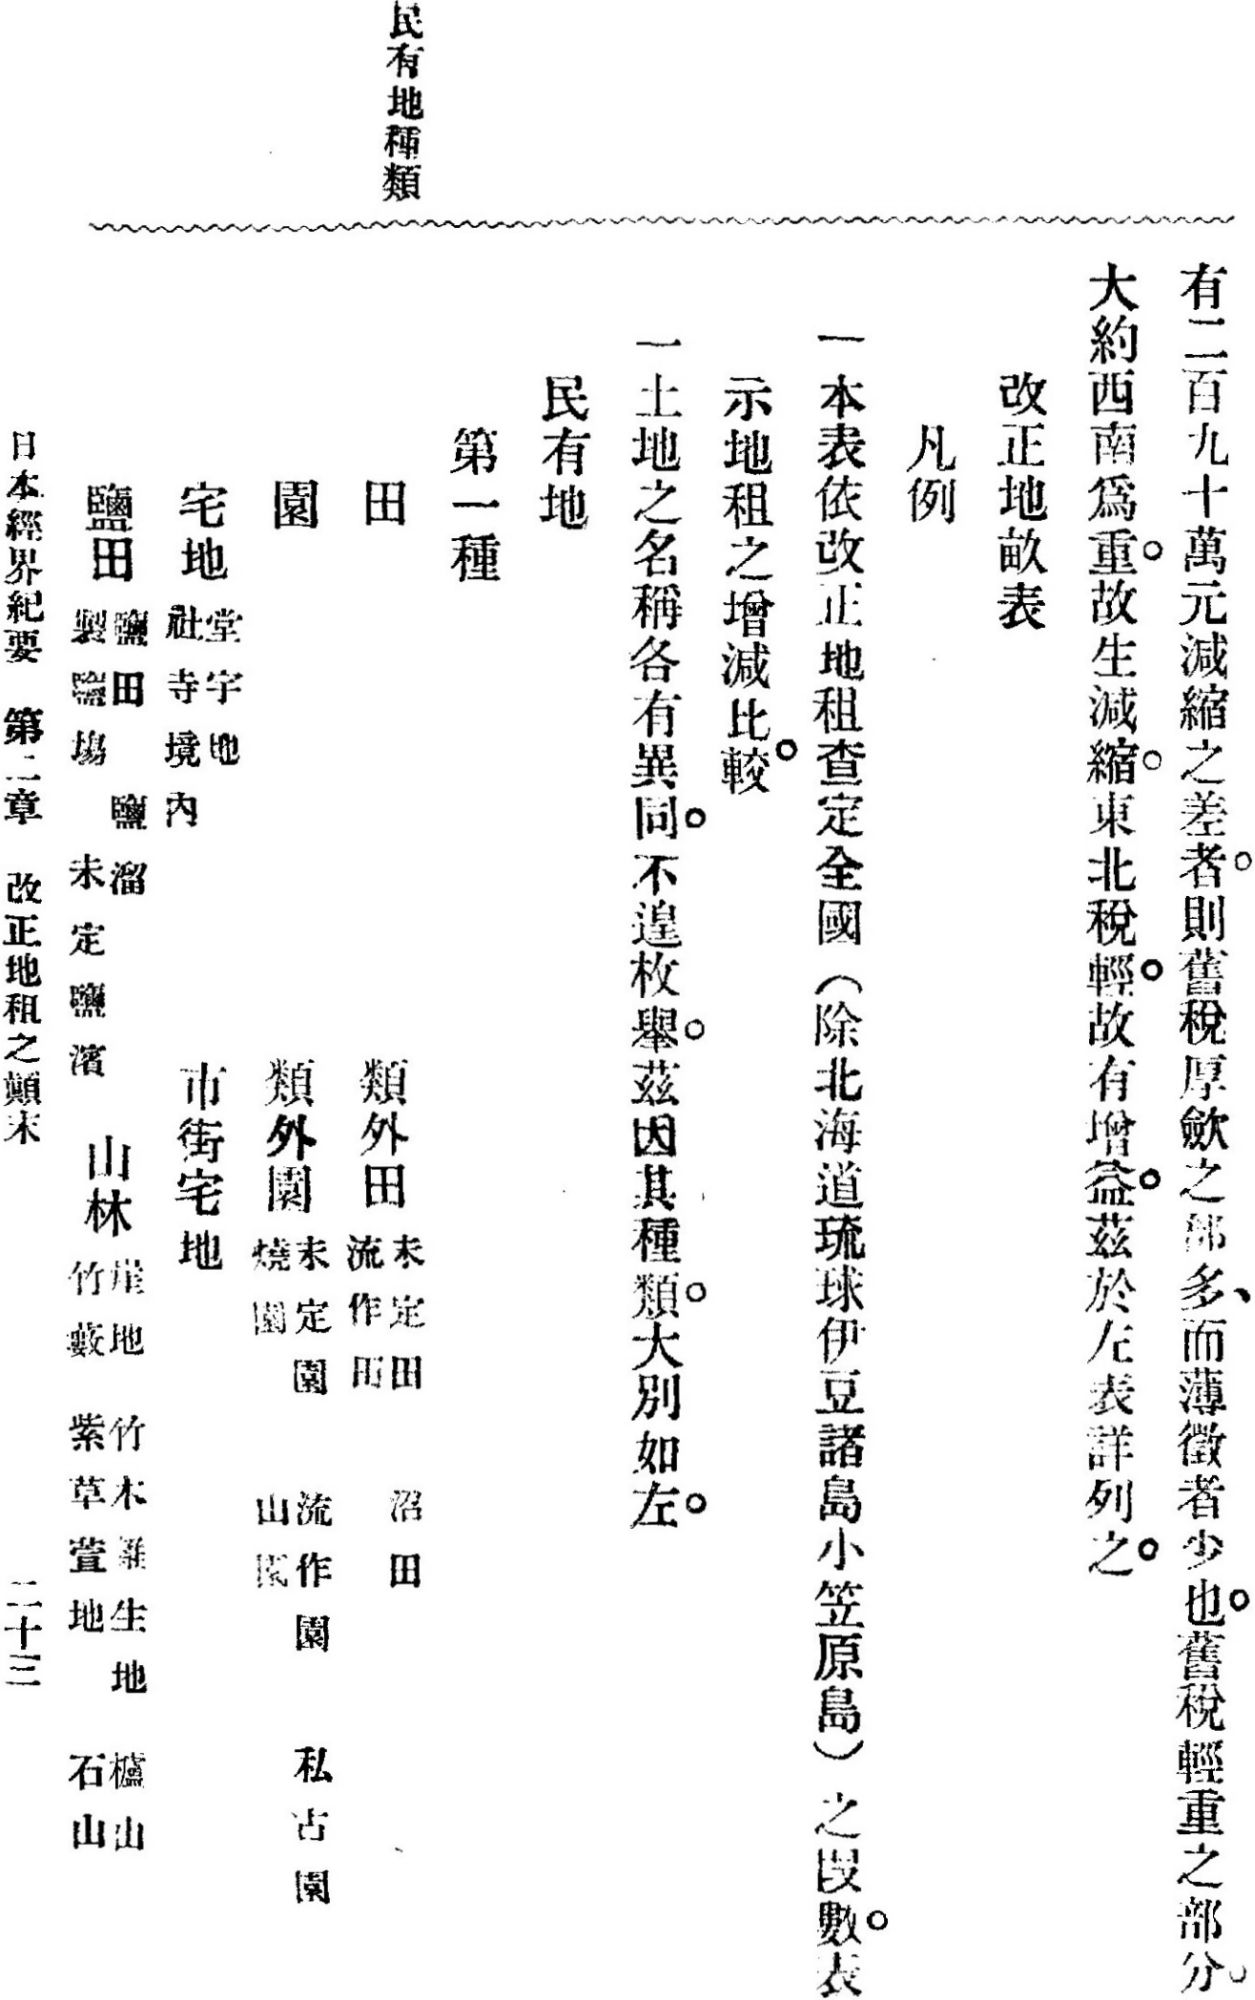 民有地種類
有二百九十萬元減縮之差者。則舊稅厚歛之部多、而薄徵者少也。舊稅輕重之部分。
大約西南爲重。故生減縮。東北稅輕。故有增益。茲於左表詳列之。
改正地畝表
凡例
一本表依改正地租查定全國（除北海道琉球伊豆諸島小笠原島）之段數。表
示地租之增減比較。
一土地之名稱各有異同。不遑枚舉。茲因其種類。大別如左。
民有地
第一種
田　類外田　未定田　沼田　流作田
園　類外園　未定園　流作園　私古園　燒園　山園
宅地　堂宇地　社寺境內　市街宅地
鹽田　鹽田　鹽溜　製鹽場　未定鹽濱　山林　崖地　竹木雜生地　櫨山　竹藪　紫草萱地　石山
日本經界紀要　第二章　改正地租之顛末　二十三